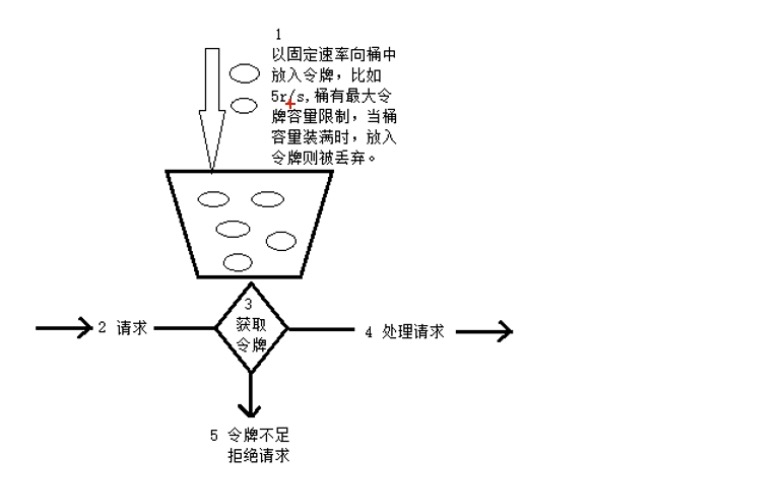 1
以固定速率向桶中
放入令牌，比如
5r/s,桶有最大令
牌容量限制，当桶
容量装满时，放入
令牌则被丢弃。
2 请求
3
获取
令牌
4 处理请求
5 令牌不足
拒绝请求